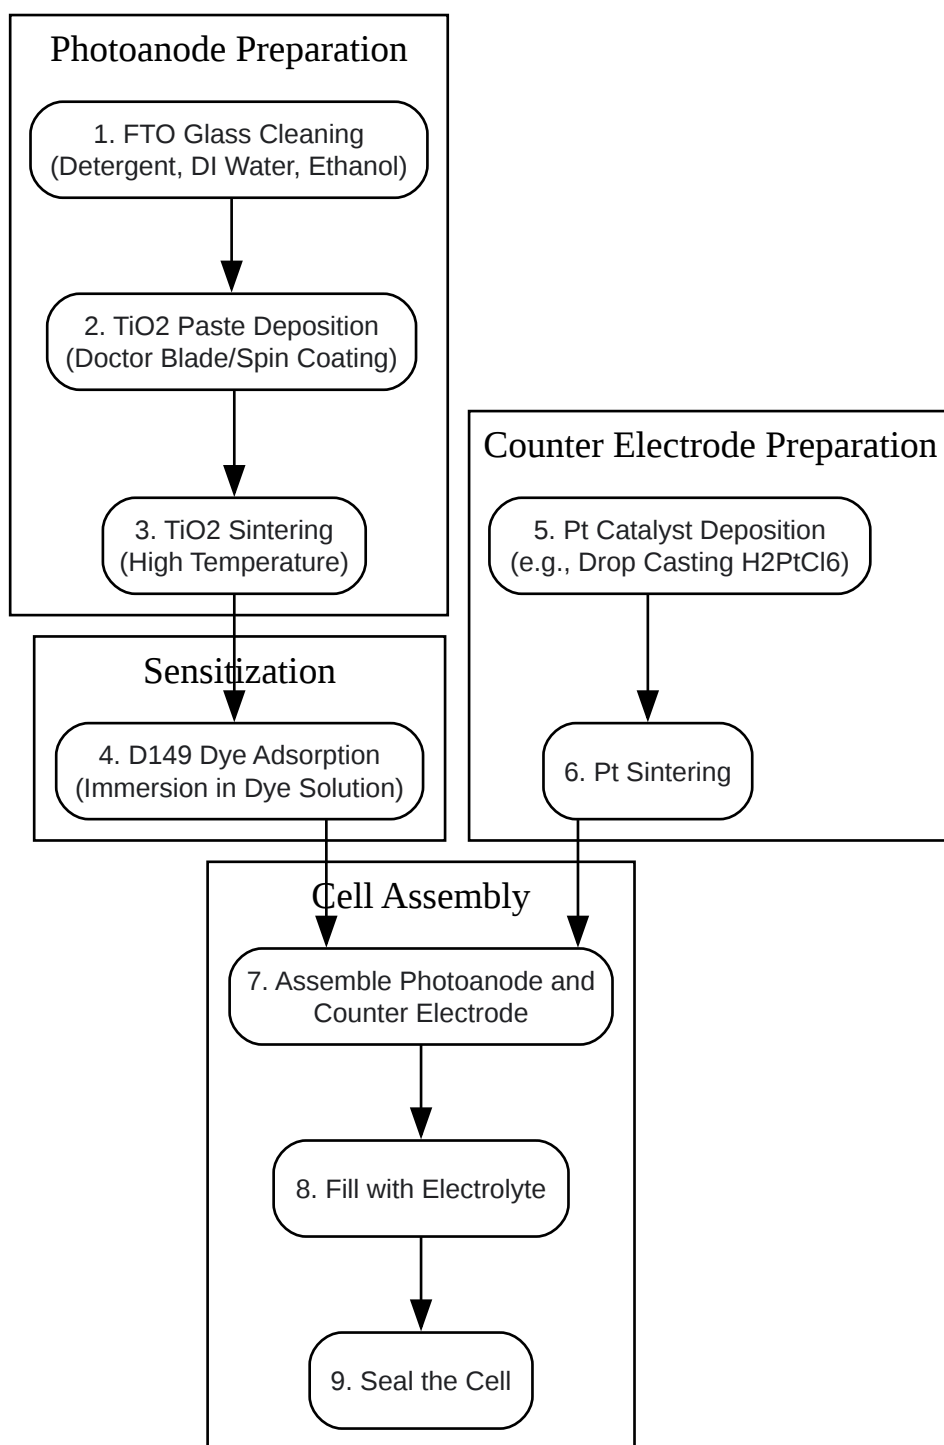 Photoanode Preparation
1. FTO Glass Cleaning
(Detergent, DI Water, Ethanol)
2. TiO2 Paste Deposition
(Doctor Blade/Spin Coating)
3. TiO2 Sintering
(High Temperature)
Sensitization
4. D149 Dye Adsorption
(Immersion in Dye Solution)
Counter Electrode Preparation
5. Pt Catalyst Deposition
(e.g., Drop Casting H2PtCl6)
6. Pt Sintering
Cell Assembly
7. Assemble Photoanode and
Counter Electrode
8. Fill with Electrolyte
9. Seal the Cell